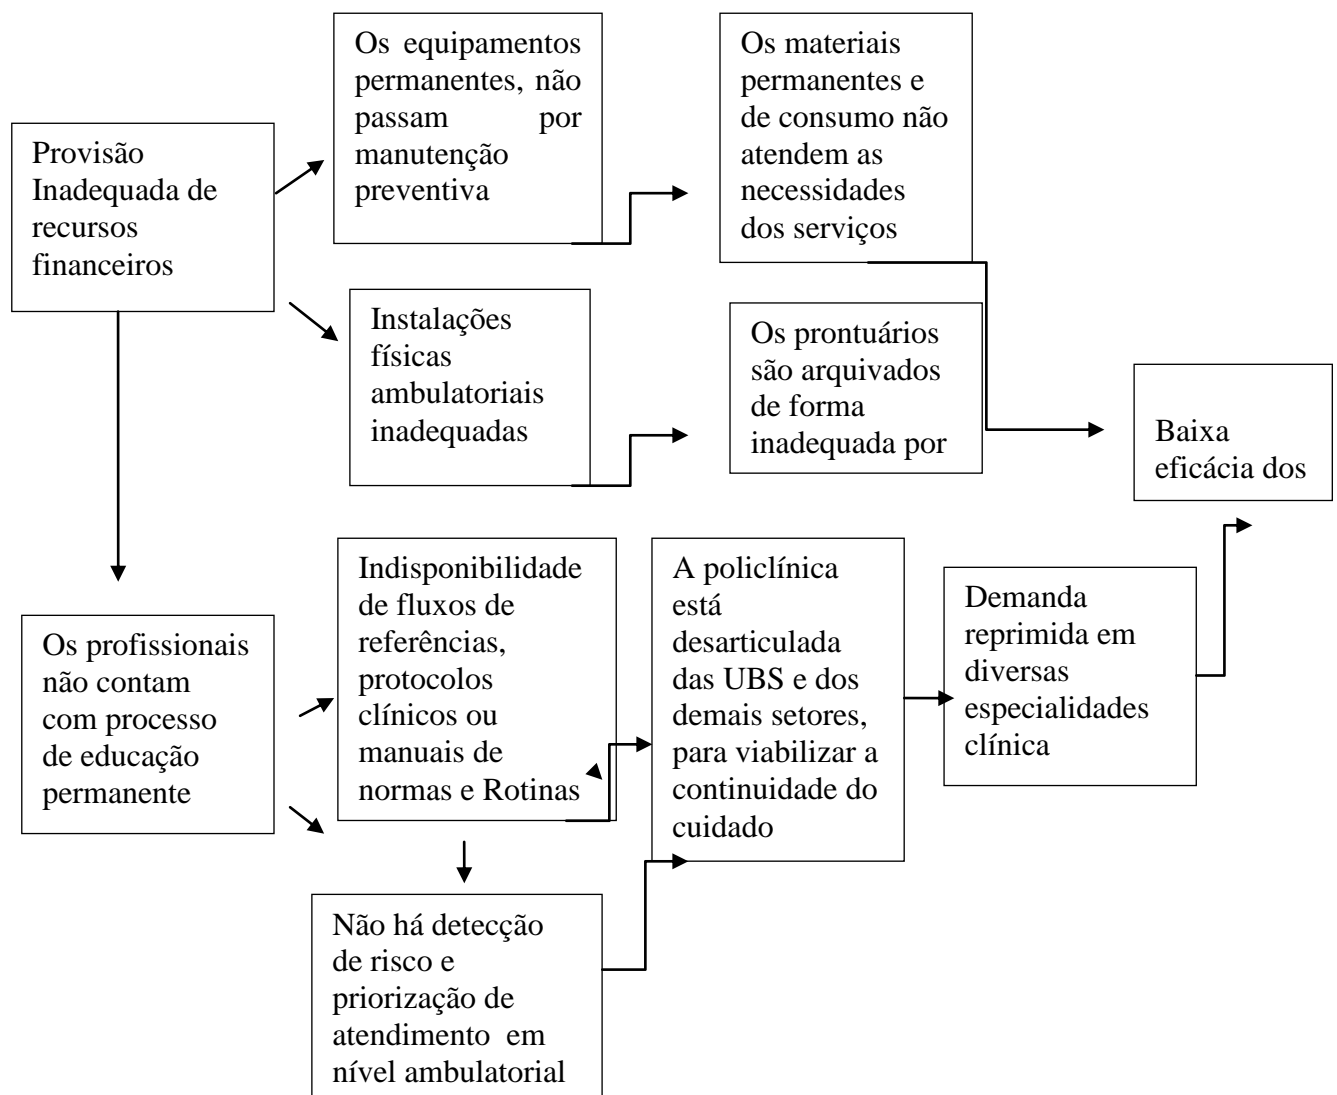 Os equipamentos
permanentes, não
passam por
manutenção
preventiva
Os materiais
permanentes e
de consumo não
atendem as
necessidades
dos serviços
Provisão
Inadequada de
recursos
financeiros
Instalações
físicas
ambulatoriais
inadequadas
Os prontuários
são arquivados
de forma
inadequada por
Baixa
eficácia dos
Os profissionais
não contam
com processo
de educação
permanente
Indisponibilidade
de fluxos de
referências,
protocolos
clínicos ou
manuais de
normas e Rotinas
A policlínica
está
desarticulada
das UBS e dos
demais setores,
para viabilizar a
continuidade do
cuidado
Demanda
reprimida em
diversas
especialidades
clínica
Não há detecção
de risco e
priorização de
atendimento em
nível ambulatorial